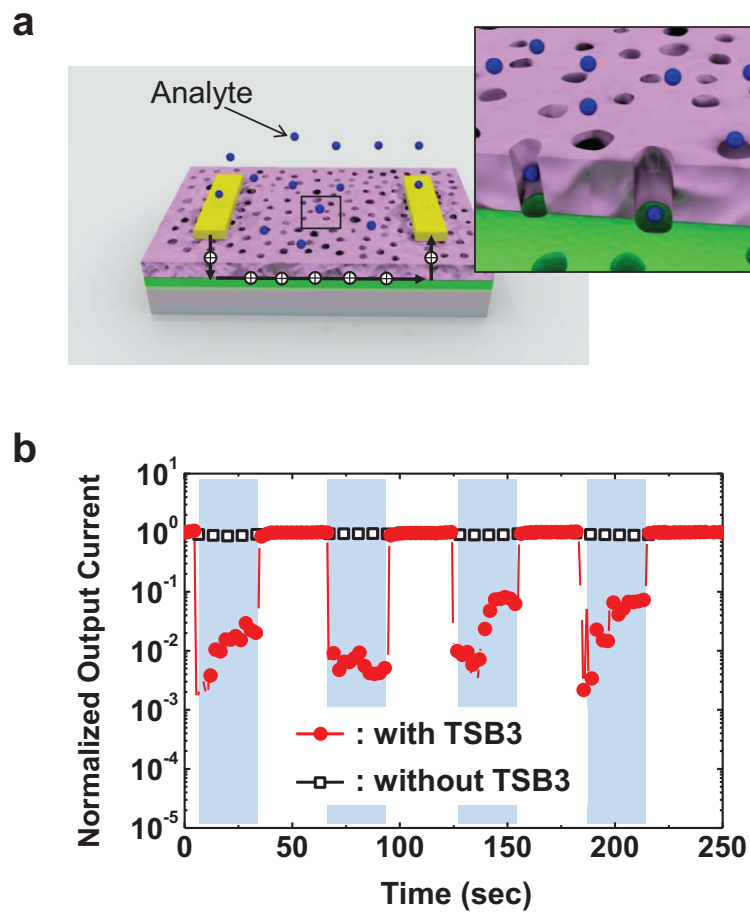 a
Analyte
b
Normalized Output Current
10^1
10^0
10^-1
10^-2
10^-3
10^-4
10^-5
: with TSB3
: without TSB3
0 50 100 150 200 250
Time (sec)